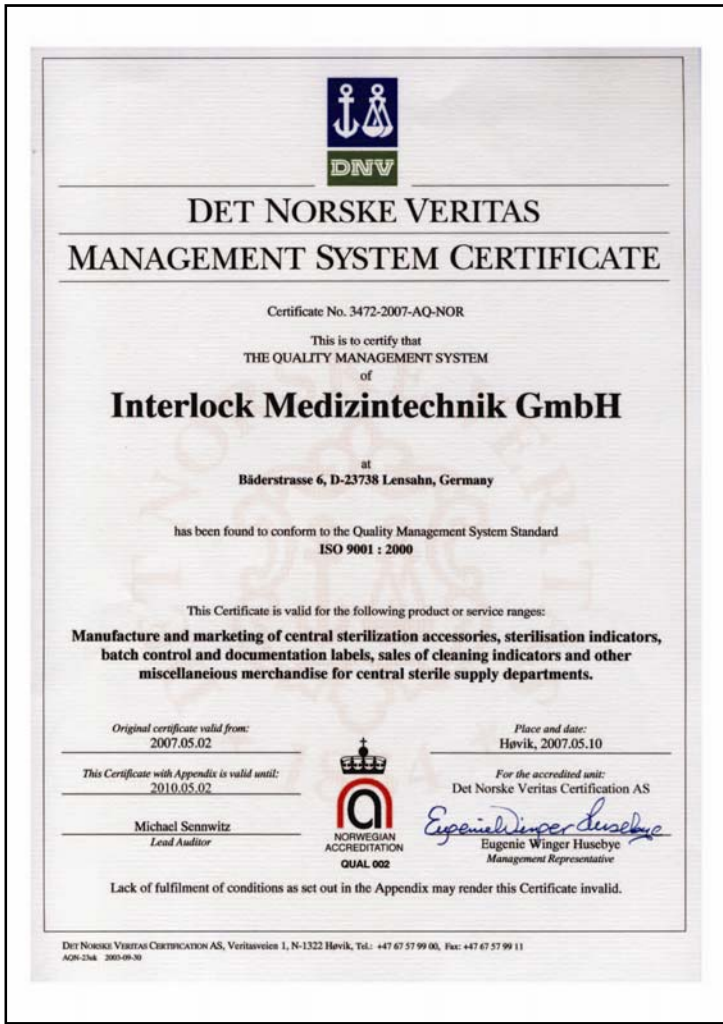 DNV
DET NORSKE VERITAS
MANAGEMENT SYSTEM CERTIFICATE
Certificate No. 3472-2007-AQ-NOR
This is to certify that
THE QUALITY MANAGEMENT SYSTEM
of
Interlock Medizintechnik GmbH
at
Bäderstrasse 6, D-23738 Lensahn, Germany
has been found to conform to the Quality Management System Standard
ISO 9001 : 2000
This Certificate is valid for the following product or service ranges:
Manufacture and marketing of central sterilization accessories, sterilisation indicators,
batch control and documentation labels, sales of cleaning indicators and other
miscellaneious merchandise for central sterile supply departments.
Original certificate valid from:
2007.05.02
This Certificate with Appendix is valid until:
2010.05.02
Michael Sennwitz
Lead Auditor
NORWEGIAN
ACCREDITATION
QUAL 002
Place and date:
Høvik, 2007.05.10
For the accredited unit:
Det Norske Veritas Certification AS
Eugenie Winger Husebye
Eugenie Winger Husebye
Management Representative
Lack of fulfilment of conditions as set out in the Appendix may render this Certificate invalid.
DET NORSKE VERITAS CERTIFICATION AS, Veritasveien 1, N-1322 Høvik, Tel.: +47 67 57 99 00, Fax: +47 67 57 99 11
AQN-23uk 2003-09-30